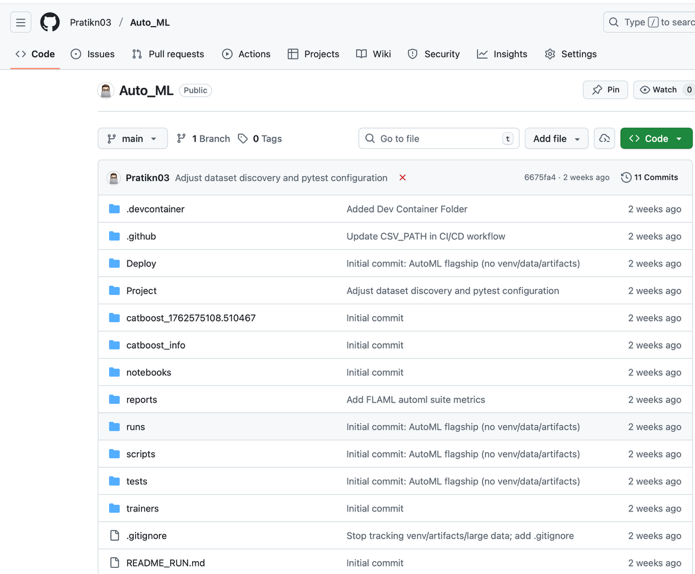 Pratikn03 / Auto_ML
Type / to searc
Code Issues Pull requests Actions Projects Wiki Security Insights Settings
Auto_ML Public Pin Watch 0
main 1 Branch 0 Tags Go to file t Add file Code
Pratikn03 Adjust dataset discovery and pytest configuration 6675fa4 · 2 weeks ago 11 Commits
.devcontainer Added Dev Container Folder 2 weeks ago
.github Update CSV_PATH in CI/CD workflow 2 weeks ago
Deploy Initial commit: AutoML flagship (no venv/data/artifacts) 2 weeks ago
Project Adjust dataset discovery and pytest configuration 2 weeks ago
catboost_1762575108.510467 Initial commit 2 weeks ago
catboost_info Initial commit 2 weeks ago
notebooks Initial commit 2 weeks ago
reports Add FLAML automl suite metrics 2 weeks ago
runs Initial commit: AutoML flagship (no venv/data/artifacts) 2 weeks ago
scripts Initial commit: AutoML flagship (no venv/data/artifacts) 2 weeks ago
tests Initial commit: AutoML flagship (no venv/data/artifacts) 2 weeks ago
trainers Initial commit 2 weeks ago
.gitignore Stop tracking venv/artifacts/large data; add .gitignore 2 weeks ago
README_RUN.md Initial commit 2 weeks ago